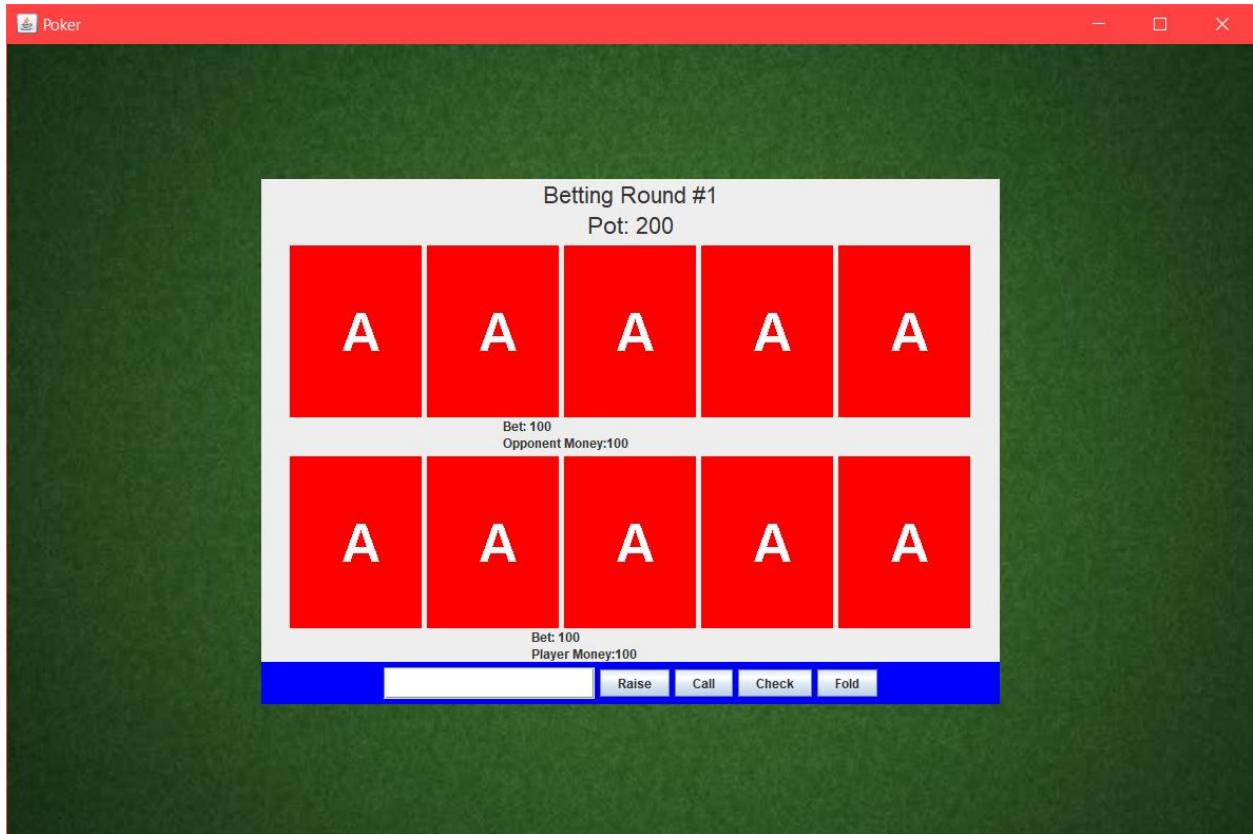 Poker
Betting Round #1
Pot: 200
A A A A A
Bet: 100
Opponent Money:100
A A A A A
Bet: 100
Player Money:100
Raise Call Check Fold